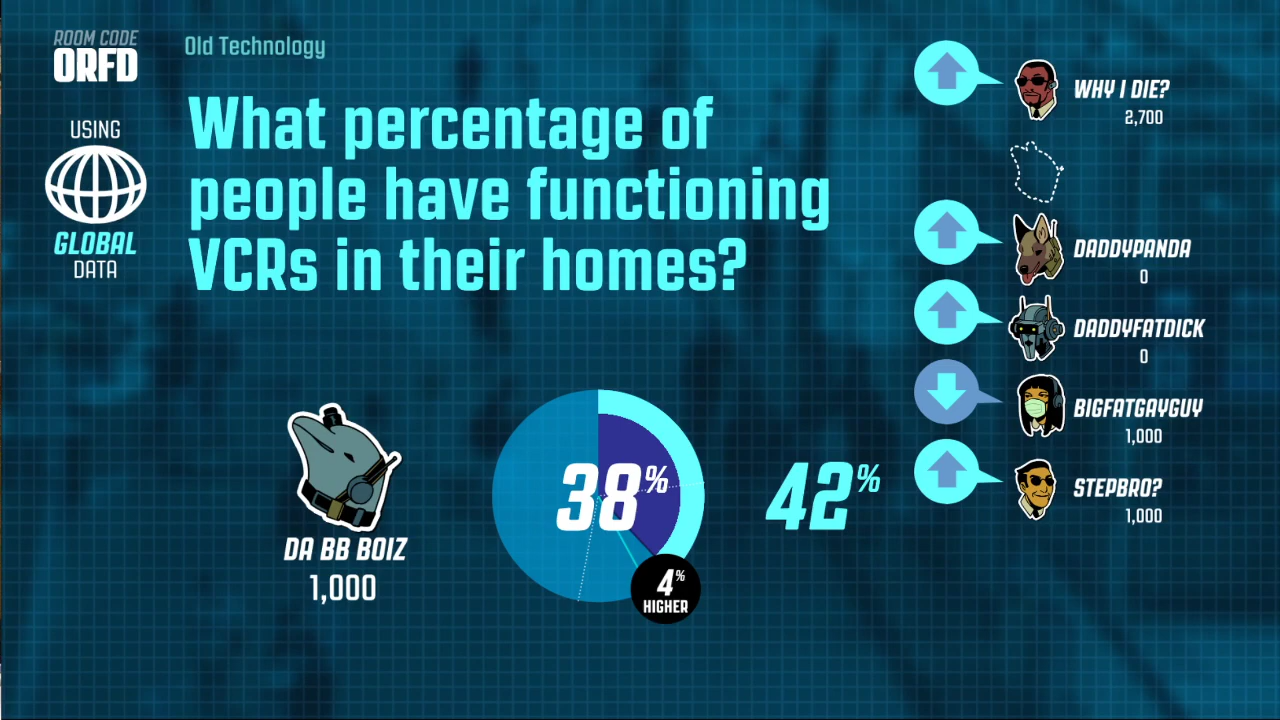 ROOM CODE
ORFD
USING
GLOBAL
DATA
Old Technology
What percentage of
people have functioning
VCRs in their homes?
DA BB BOIZ
1,000
38%
4%
HIGHER
42%
WHY I DIE?
2,700
DADDYPANDA
0
DADDYFATDICK
0
BIGFATGAYGUY
1,000
STEPBRO?
1,000